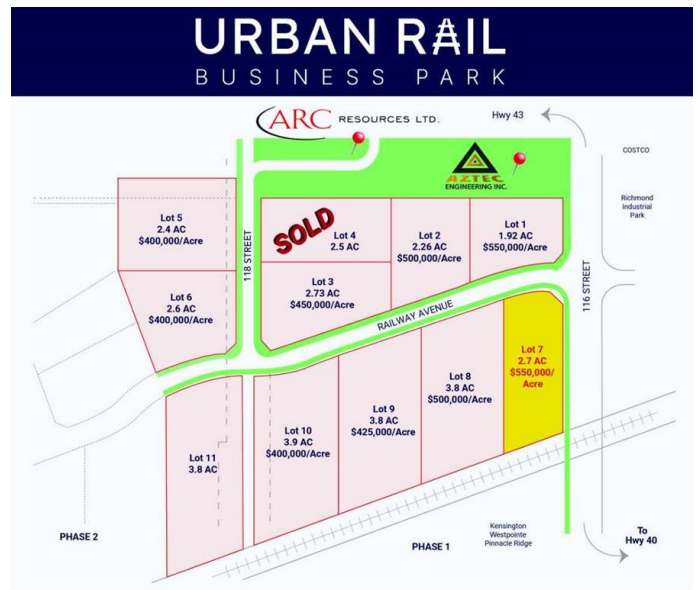 URBAN RAIL
BUSINESS PARK
ARC RESOURCES LTD.
Hwy 43
COSTCO
AZTEC
ENGINEERING INC.
Richmond
Industrial
Park
Lot 5
2.4 AC
$400,000/Acre
118 STREET
SOLD
Lot 4
2.5 AC
Lot 2
2.26 AC
$500,000/Acre
Lot 1
1.92 AC
$550,000/Acre
116 STREET
Lot 6
2.6 AC
$400,000/Acre
Lot 3
2.73 AC
$450,000/Acre
RAILWAY AVENUE
Lot 7
2.7 AC
$550,000/
Acre
Lot 8
3.8 AC
$500,000/Acre
Lot 9
3.8 AC
$425,000/Acre
Lot 10
3.9 AC
$400,000/Acre
Lot 11
3.8 AC
PHASE 2
PHASE 1
Kensington
Westpointe
Pinnacle Ridge
To
Hwy 40